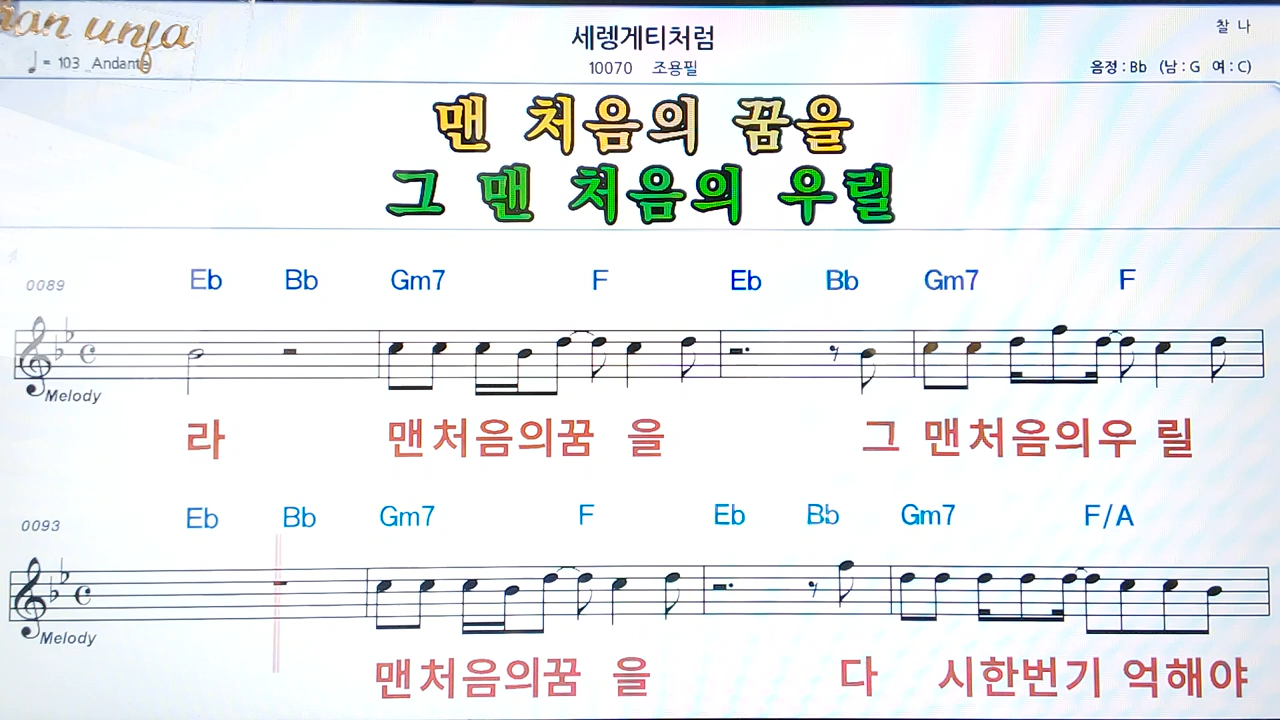 세렝게티처럼
찰 나
♩= 103 Andante
10070 조용필
음정 : Bb (남 : G 여 : C)
맨 처음의 꿈을
그 맨 처음의 우릴
0089 Eb Bb Gm7 F Eb Bb Gm7 F
Melody
라 맨처음의꿈 을 그 맨처음의우 릴
0093 Eb Bb Gm7 F Eb Bb Gm7 F/A
Melody
맨처음의꿈 을 다 시한번기 억해야